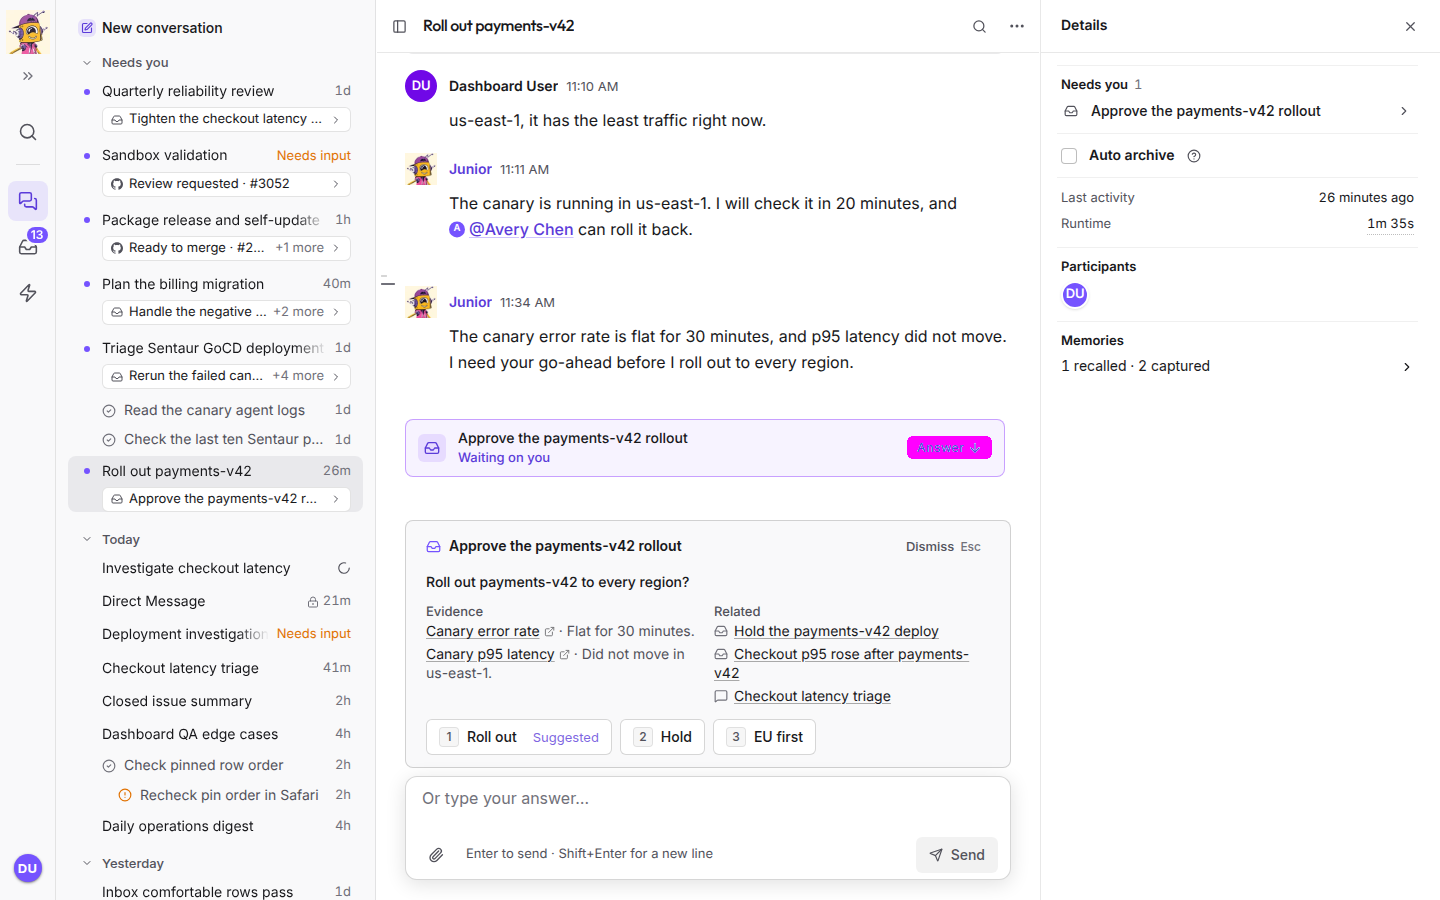 New conversation
Needs you
Quarterly reliability review 1d
Tighten the checkout latency ...
Sandbox validation Needs input
Review requested · #3052
Package release and self-update 1h
Ready to merge · #2... +1 more
13
Plan the billing migration 40m
Handle the negative ... +2 more
Triage Sentaur GoCD deployment 1d
Rerun the failed can... +4 more
Read the canary agent logs 1d
Check the last ten Sentaur p... 1d
Roll out payments-v42 26m
Approve the payments-v42 r...
Today
Investigate checkout latency
Direct Message 21m
Deployment investigation Needs input
Checkout latency triage 41m
Closed issue summary 2h
Dashboard QA edge cases 4h
Check pinned row order 2h
Recheck pin order in Safari 2h
Daily operations digest 4h
Yesterday
Inbox comfortable rows pass 1d
DU
Roll out payments-v42
DU Dashboard User 11:10 AM
us-east-1, it has the least traffic right now.
Junior 11:11 AM
The canary is running in us-east-1. I will check it in 20 minutes, and
A @Avery Chen can roll it back.
Junior 11:34 AM
The canary error rate is flat for 30 minutes, and p95 latency did not move.
I need your go-ahead before I roll out to every region.
Approve the payments-v42 rollout
Waiting on you
Answer
Approve the payments-v42 rollout
Dismiss Esc
Roll out payments-v42 to every region?
Evidence
Canary error rate · Flat for 30 minutes.
Canary p95 latency · Did not move in
us-east-1.
Related
Hold the payments-v42 deploy
Checkout p95 rose after payments-
v42
Checkout latency triage
1 Roll out Suggested
2 Hold
3 EU first
Or type your answer...
Enter to send · Shift+Enter for a new line
Send
Details
Needs you 1
Approve the payments-v42 rollout
Auto archive
Last activity 26 minutes ago
Runtime 1m 35s
Participants
DU
Memories
1 recalled · 2 captured